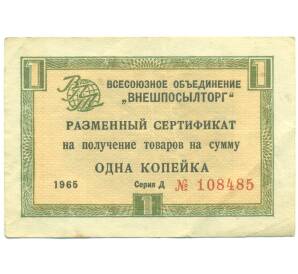 1
ВПТ
1
ВСЕСОЮЗНОЕ ОБЪЕДИНЕНИЕ
„ВНЕШПОСЫЛТОРГ"
РАЗМЕННЫЙ СЕРТИФИКАТ
на получение товаров на сумму
ОДНА КОПЕЙКА
1965 Серия Д № 108485
1